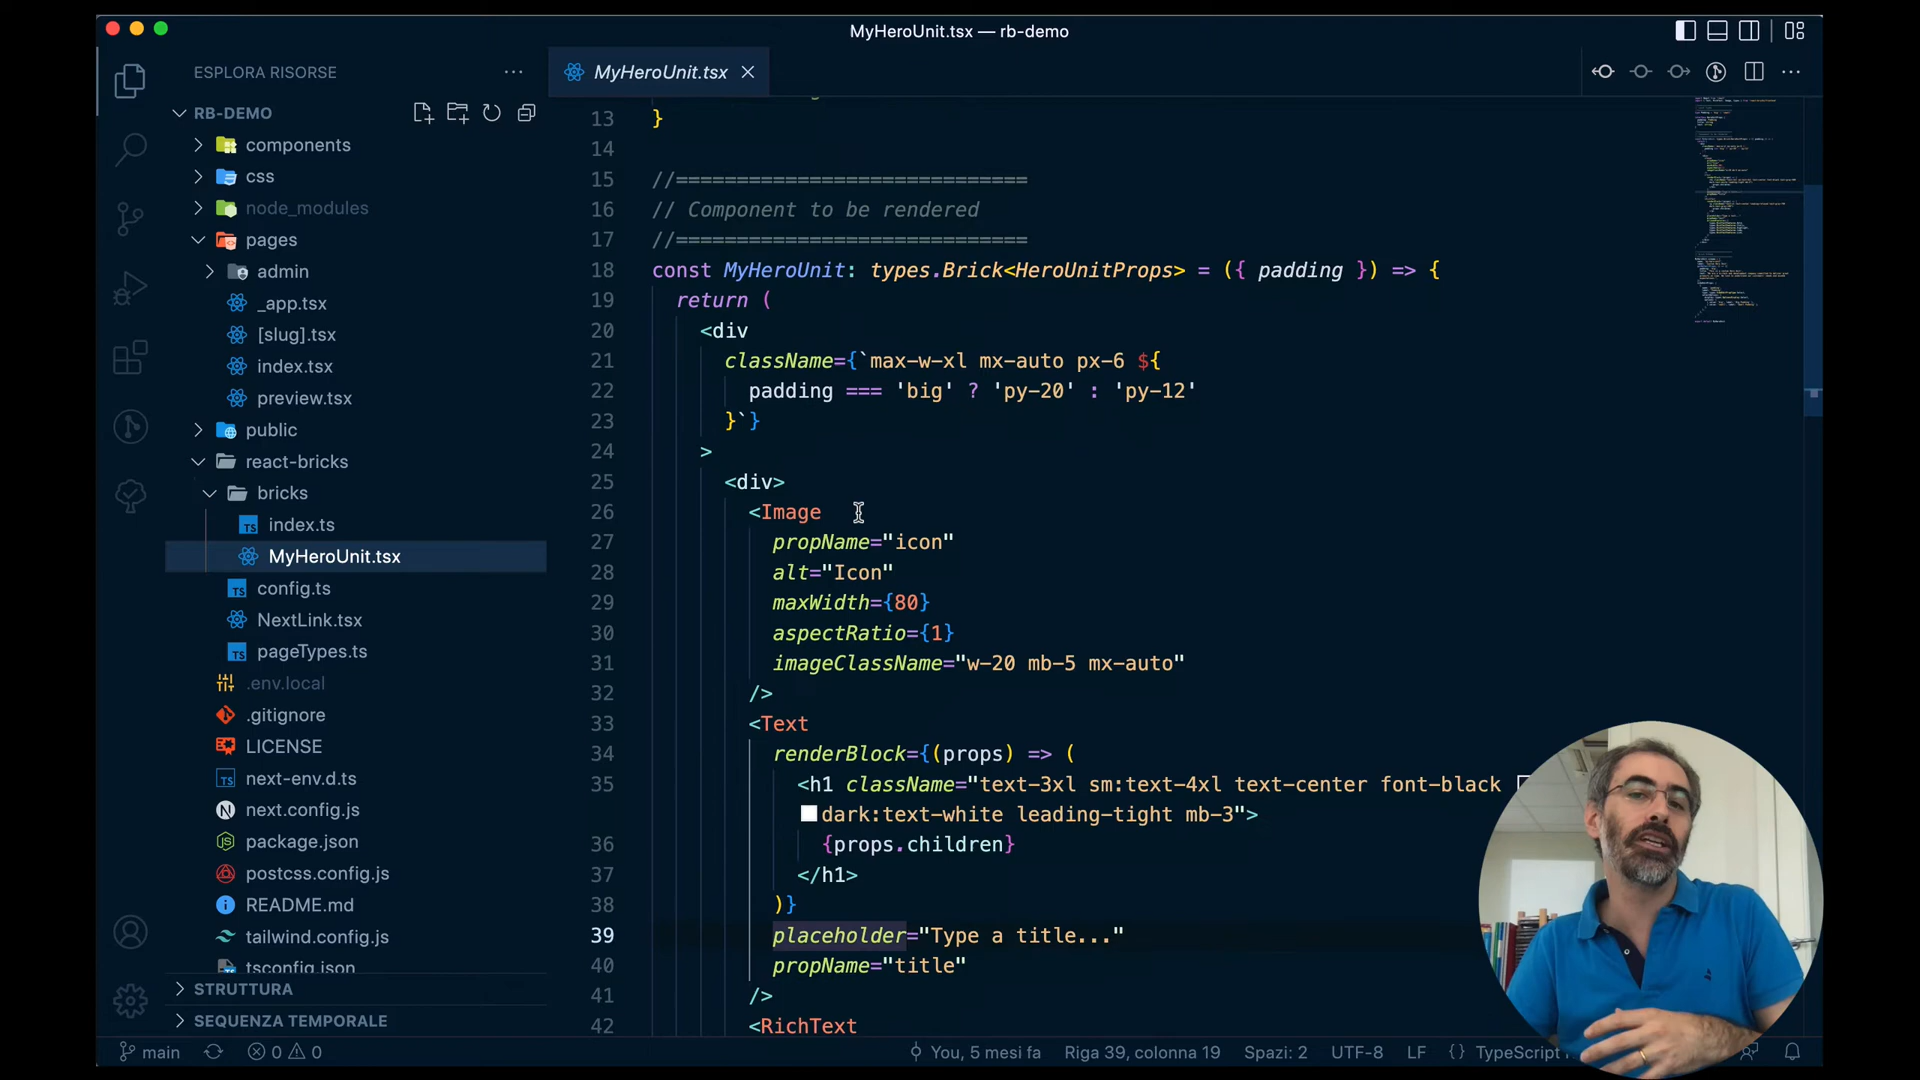 MyHeroUnit.tsx — rb-demo
ESPLORA RISORSE
MyHeroUnit.tsx
RB-DEMO
components
css
node_modules
pages
admin
_app.tsx
[slug].tsx
index.tsx
preview.tsx
public
react-bricks
bricks
TS index.ts
MyHeroUnit.tsx
TS config.ts
NextLink.tsx
TS pageTypes.ts
.env.local
.gitignore
LICENSE
TS next-env.d.ts
N next.config.js
package.json
postcss.config.js
README.md
tailwind.config.js
tsconfig.json
STRUTTURA
SEQUENZA TEMPORALE
13 }
14
15 //=============================
16 // Component to be rendered
17 //=============================
18 const MyHeroUnit: types.Brick<HeroUnitProps> = ({ padding }) => {
19 return (
20 <div
21 className={`max-w-xl mx-auto px-6 ${
22 padding === 'big' ? 'py-20' : 'py-12'
23 }`}
24 >
25 <div>
26 <Image
27 propName="icon"
28 alt="Icon"
29 maxWidth={80}
30 aspectRatio={1}
31 imageClassName="w-20 mb-5 mx-auto"
32 />
33 <Text
34 renderBlock={(props) => (
35 <h1 className="text-3xl sm:text-4xl text-center font-black
dark:text-white leading-tight mb-3">
36 {props.children}
37 </h1>
38 )}
39 placeholder="Type a title..."
40 propName="title"
41 />
42 <RichText
main
0 0
You, 5 mesi fa
Riga 39, colonna 19
Spazi: 2
UTF-8
LF
{} TypeScript